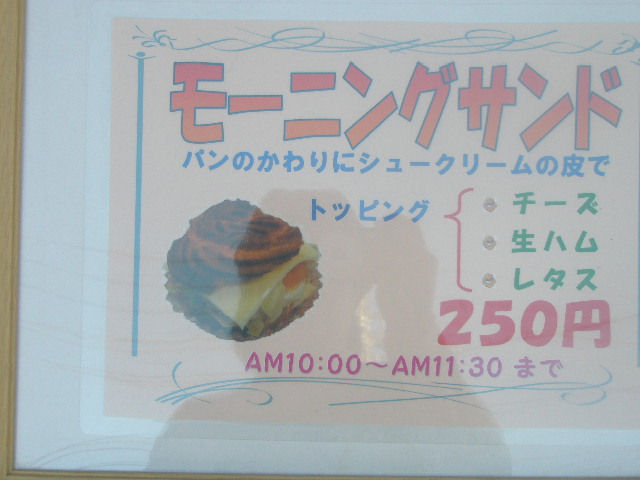 モーニングサンド
パンのかわりにシュークリームの皮で
トッピング
チーズ
生ハム
レタス
250円
AM10:00～AM11:30 まで